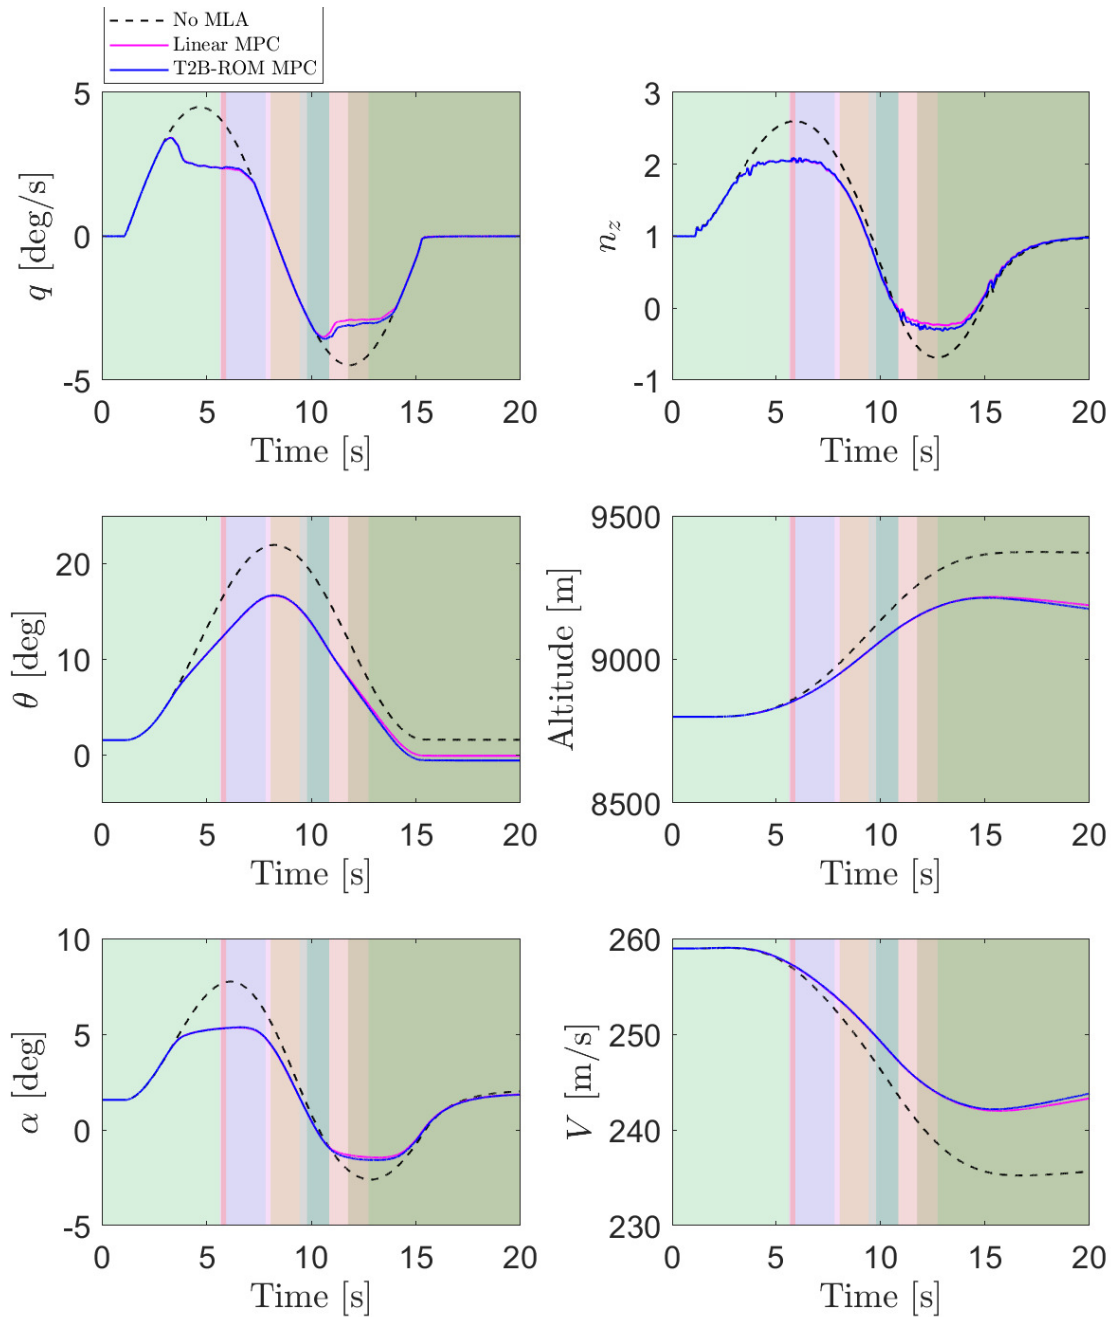 No MLA
Linear MPC
T2B-ROM MPC
5
0
-5
q [deg/s]
0 5 10 15 20
Time [s]
3
2
1
0
-1
n_z
0 5 10 15 20
Time [s]
20
10
0
θ [deg]
0 5 10 15 20
Time [s]
9500
9000
8500
Altitude [m]
0 5 10 15 20
Time [s]
10
5
0
-5
α [deg]
0 5 10 15 20
Time [s]
260
250
240
230
V [m/s]
0 5 10 15 20
Time [s]